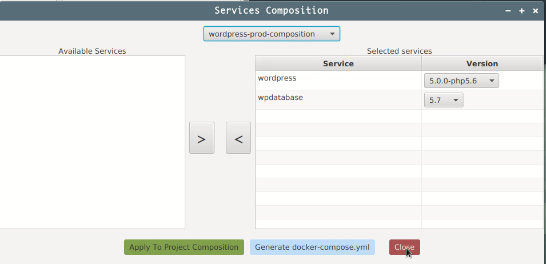 Services Composition
wordpress-prod-composition
Available Services
Selected services
Service Version
wordpress 5.0.0-php5.6
wpdatabase 5.7
> <
Apply To Project Composition Generate docker-compose.yml Close